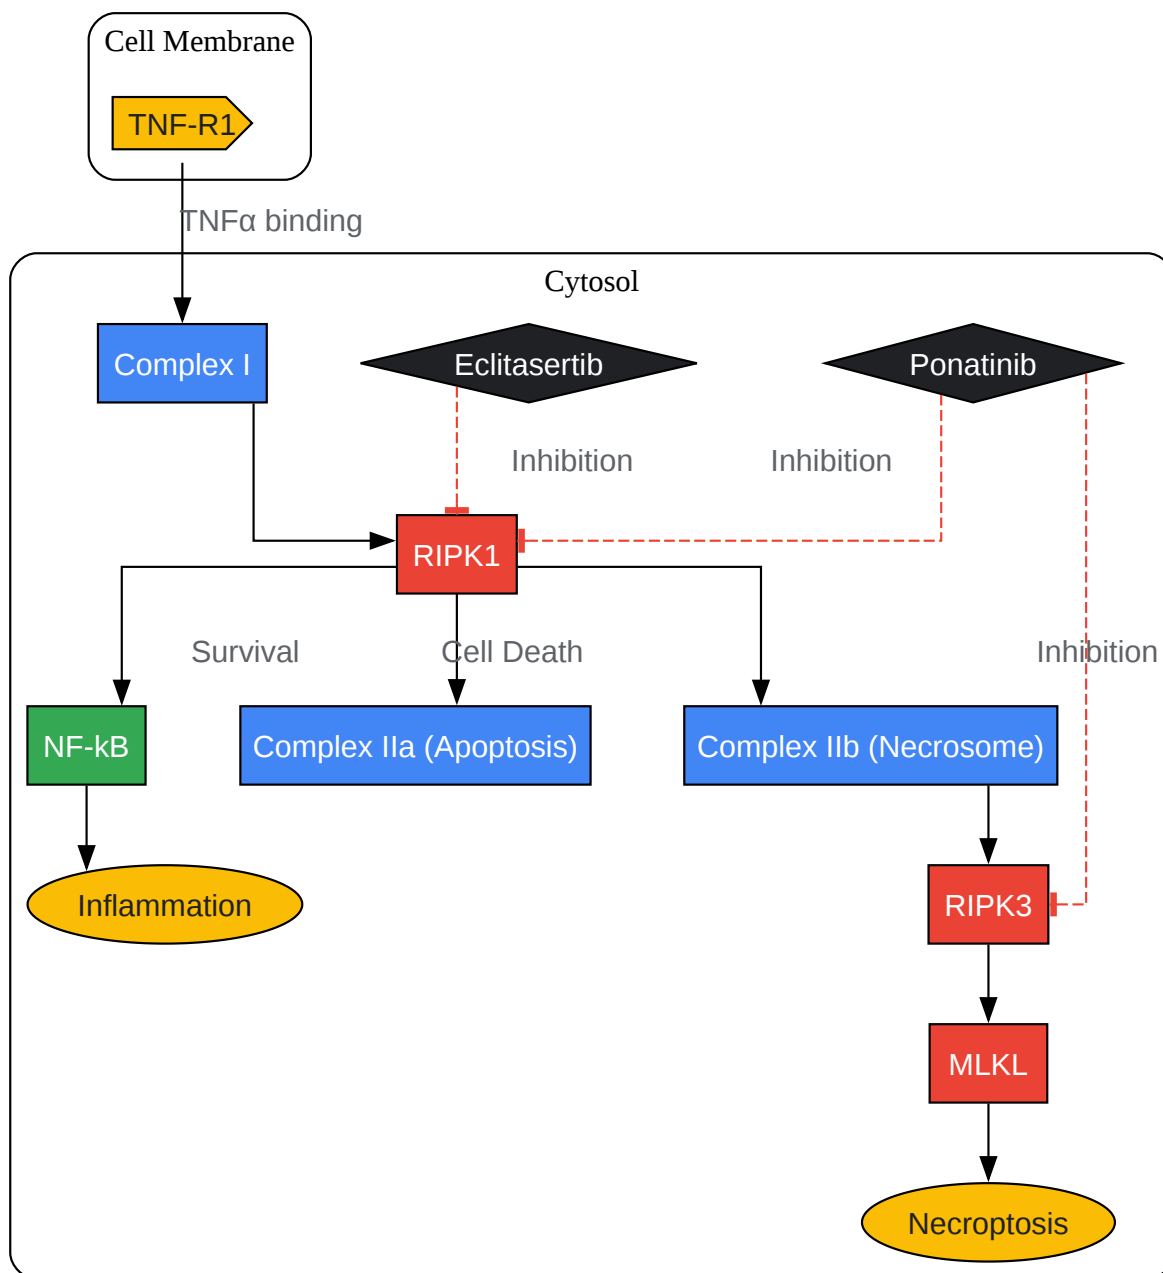 Cell Membrane
TNF-R1
TNFα binding
Cytosol
Complex I
Eclitasertib
Ponatinib
Inhibition
Inhibition
RIPK1
Survival
Cell Death
Inhibition
NF-kB
Complex IIa (Apoptosis)
Complex IIb (Necrosome)
Inflammation
RIPK3
MLKL
Necroptosis